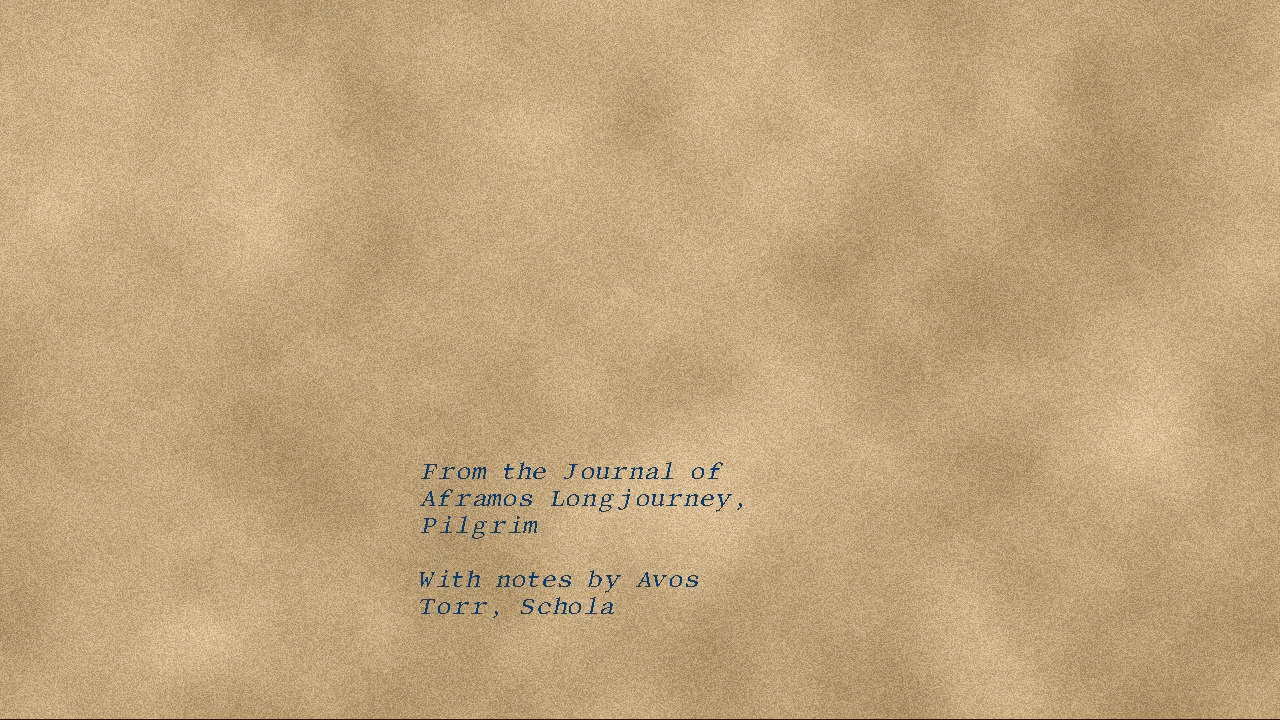 From the Journal of
Aframos Longjourney,
Pilgrim
With notes by Avos
Torr, Schola